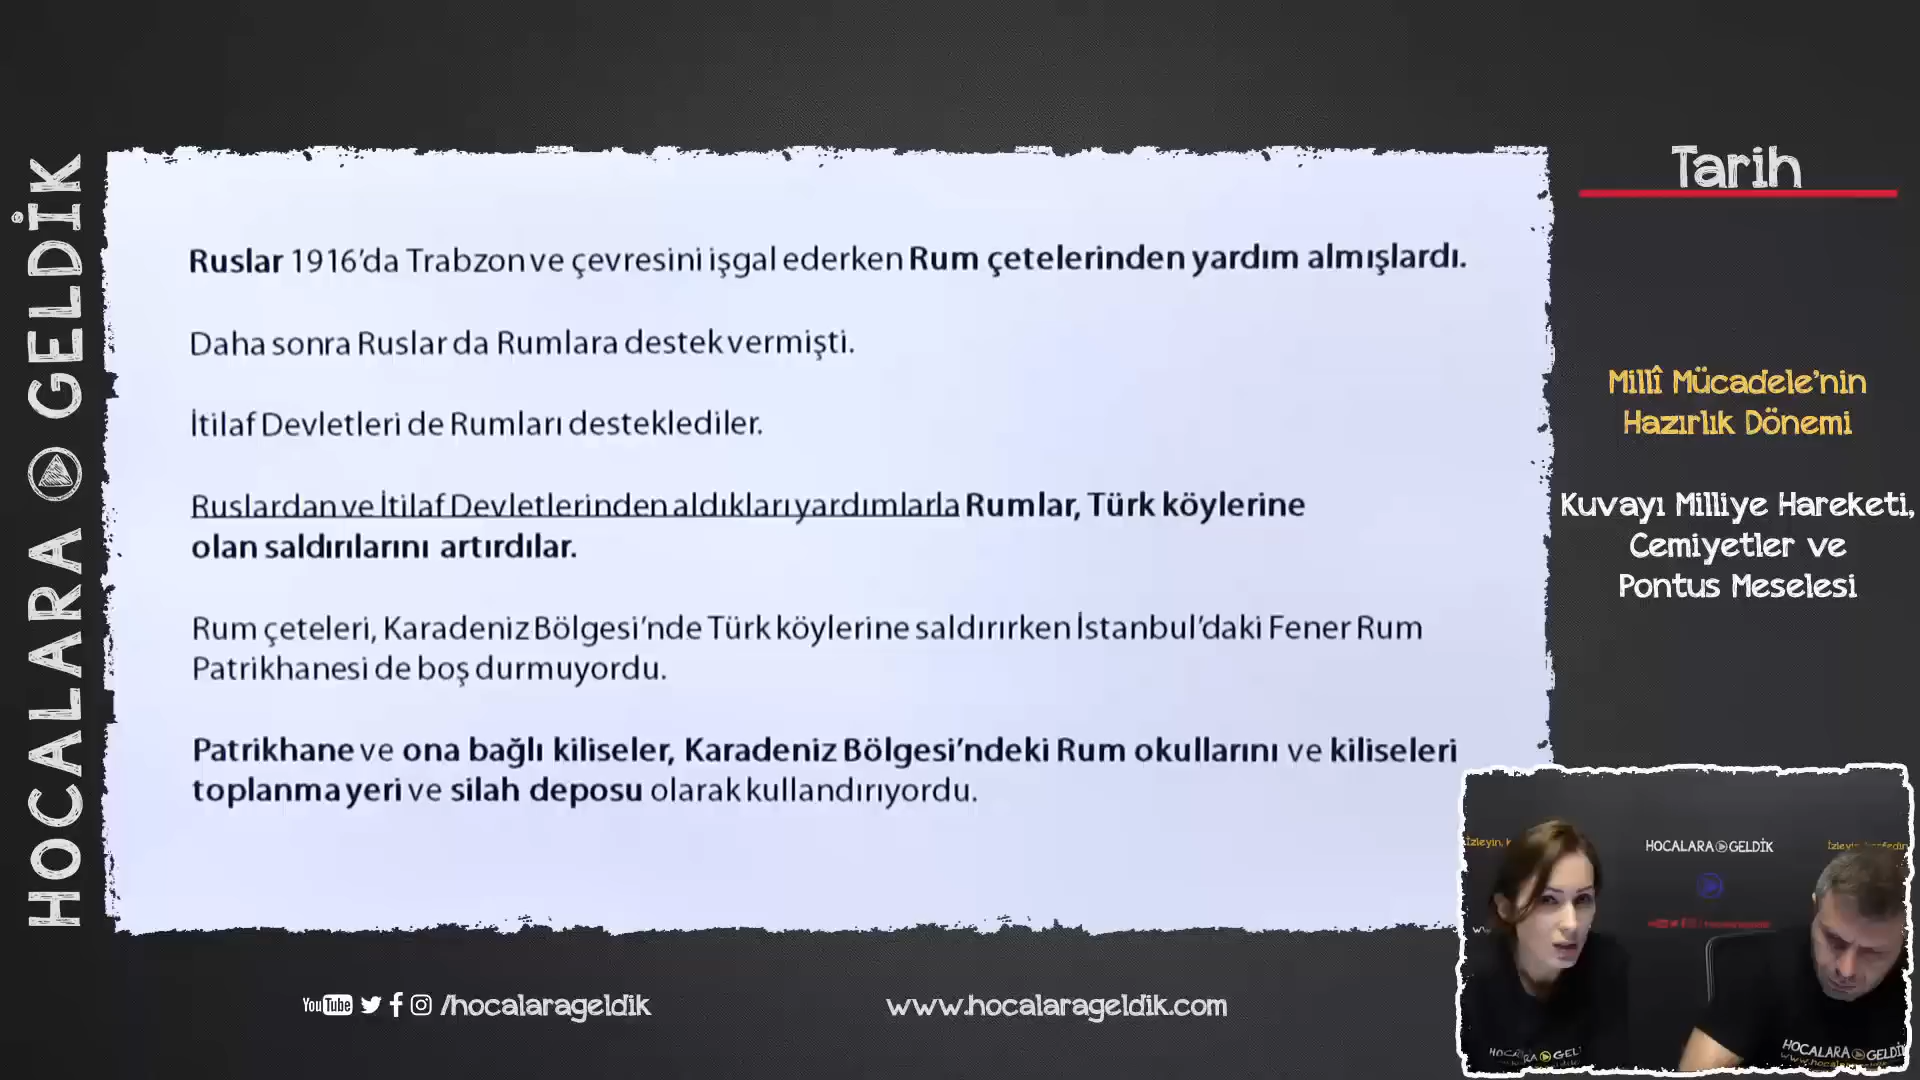 HOCALARA GELDİK
Ruslar 1916'da Trabzon ve çevresini işgal ederken Rum çetelerinden yardım almışlardı.
Daha sonra Ruslar da Rumlara destek vermişti.
İtilaf Devletleri de Rumları desteklediler.
Ruslardan ve İtilaf Devletlerinden aldıkları yardımlarla Rumlar, Türk köylerine
olan saldırılarını artırdılar.
Rum çeteleri, Karadeniz Bölgesi'nde Türk köylerine saldırırken İstanbul'daki Fener Rum
Patrikhanesi de boş durmuyordu.
Patrikhane ve ona bağlı kiliseler, Karadeniz Bölgesi'ndeki Rum okullarını ve kiliseleri
toplanma yeri ve silah deposu olarak kullandırıyordu.
Tarih
Millî Mücadele'nin
Hazırlık Dönemi
Kuvayı Milliye Hareketi,
Cemiyetler ve
Pontus Meselesi
İzleyin,
HOCALARA GELDİK
HOCALARA GELDİK
YouTube /hocalarageldik
www.hocalarageldik.com